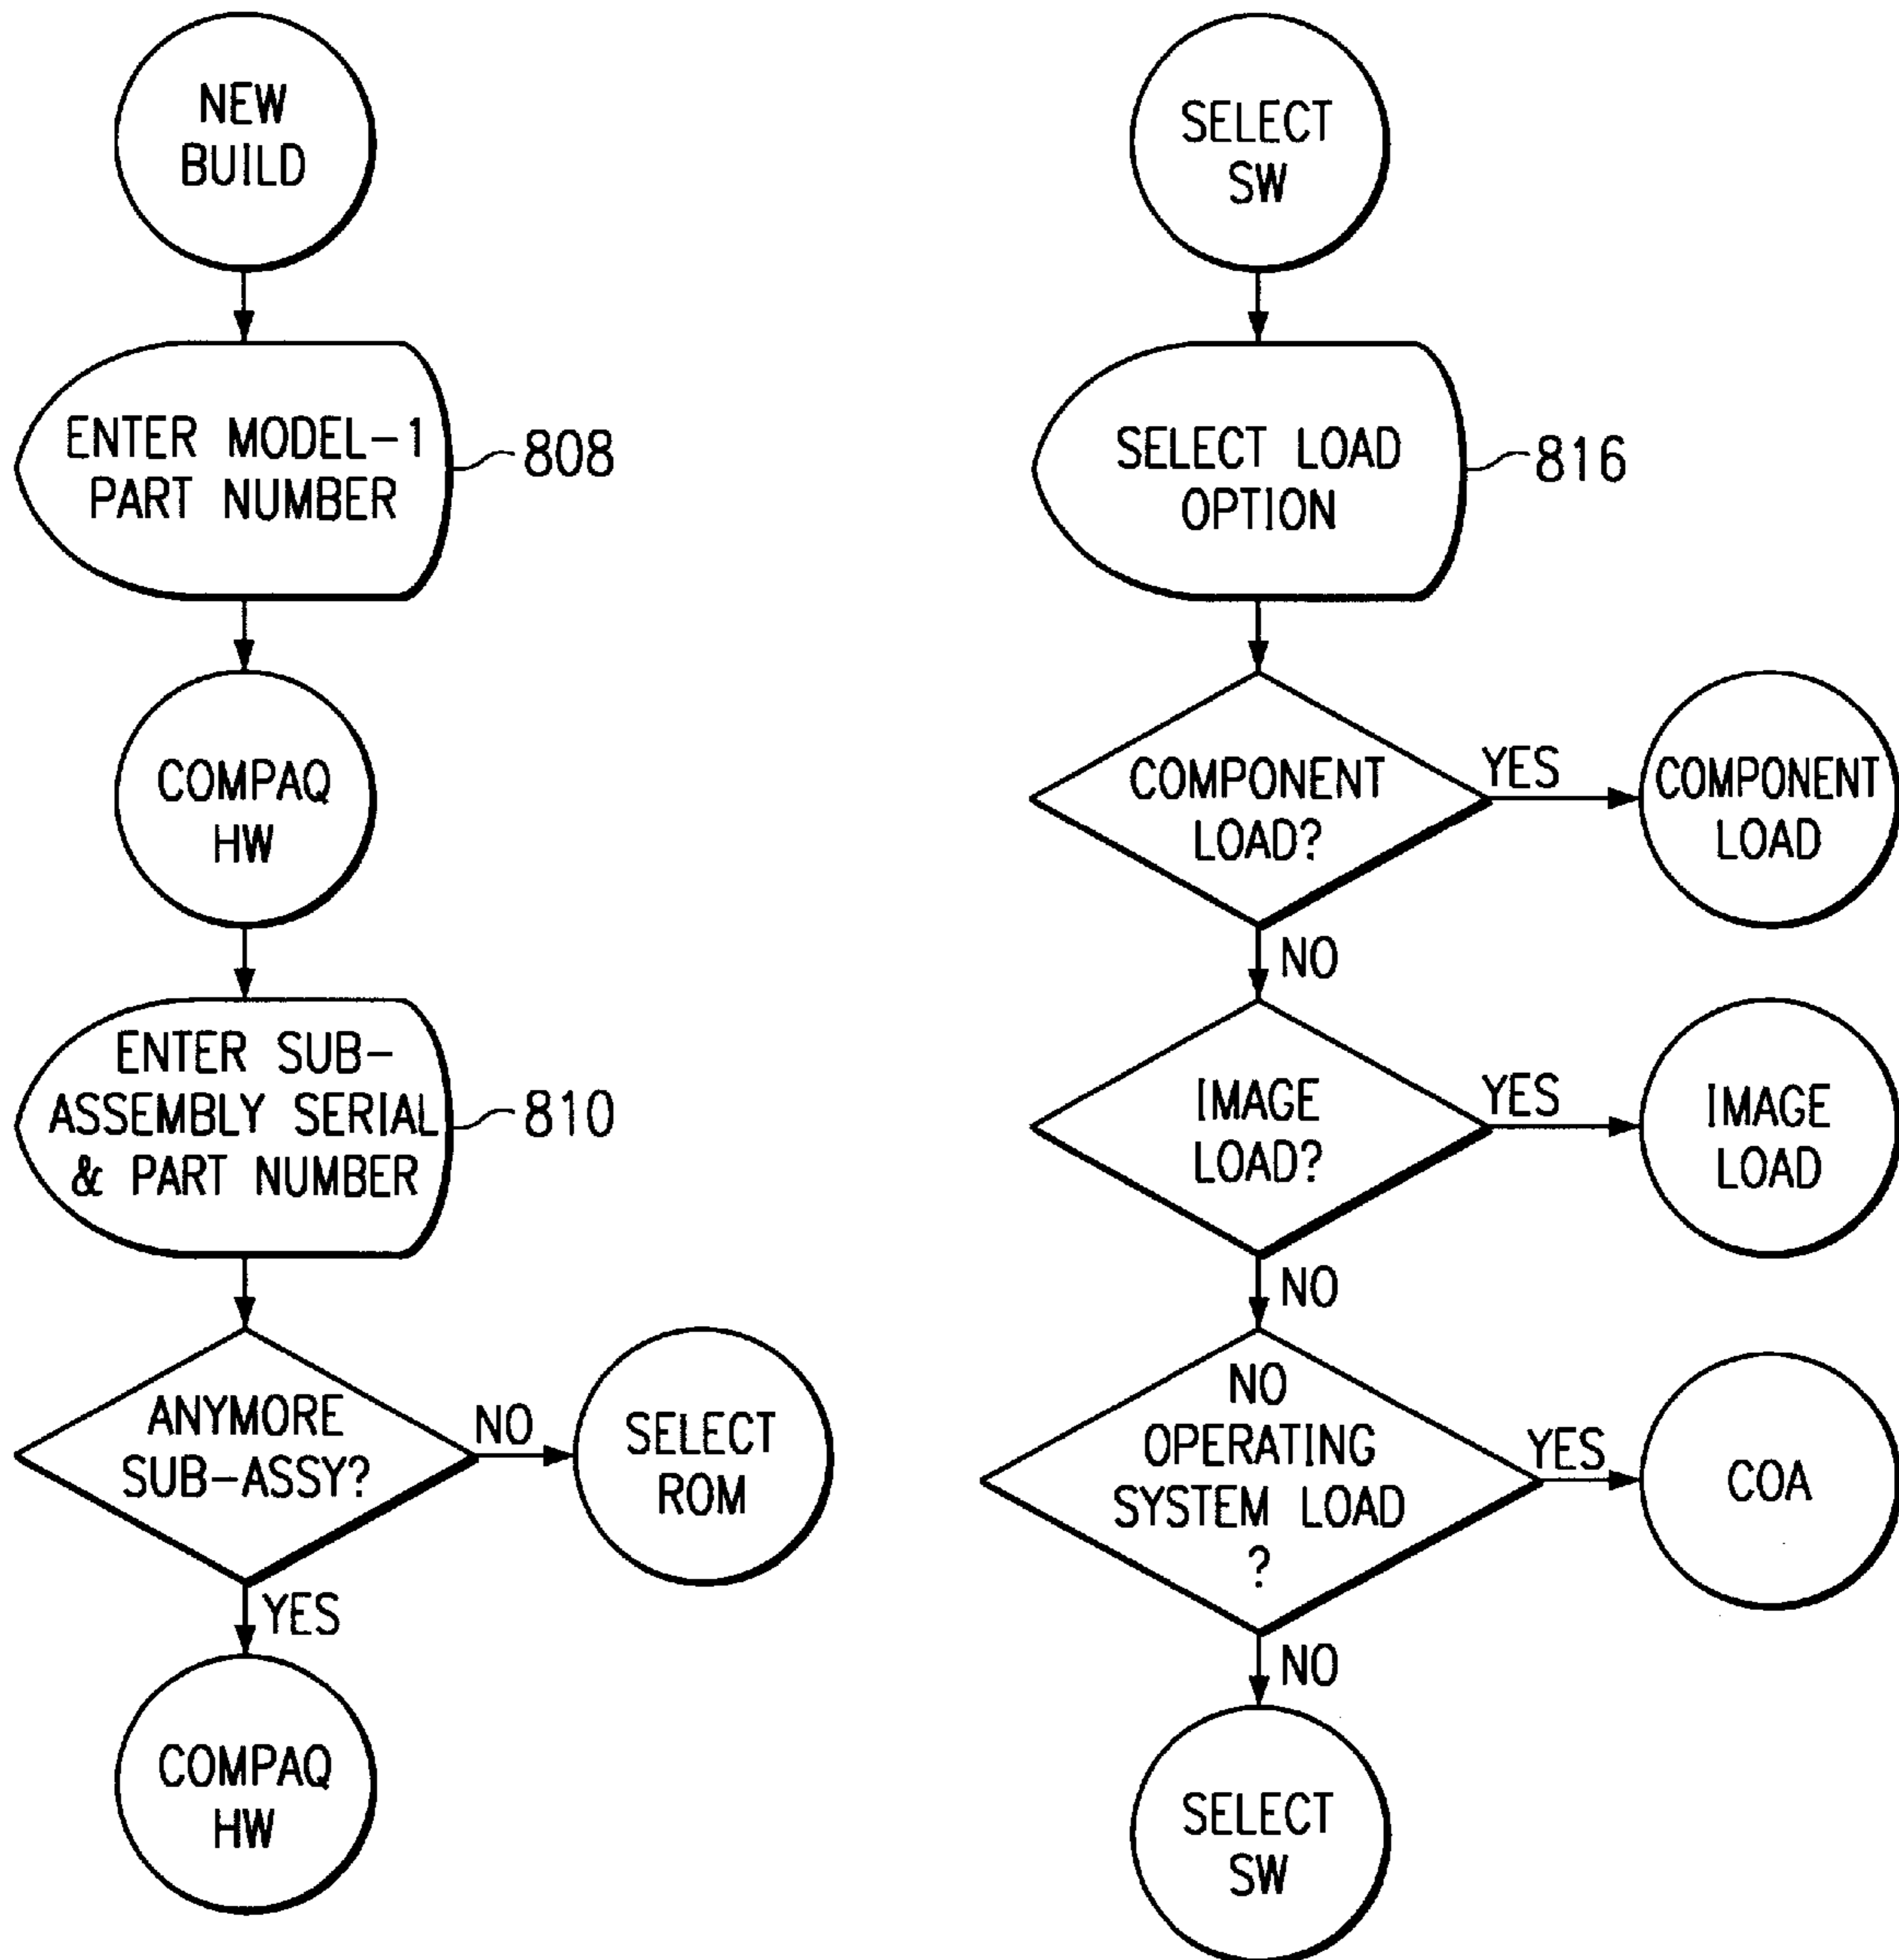 NEW
BUILD
ENTER MODEL-1
PART NUMBER
808
COMPAQ
HW
ENTER SUB-
ASSEMBLY SERIAL
& PART NUMBER
810
ANYMORE
SUB-ASSY?
NO
SELECT
ROM
YES
COMPAQ
HW
SELECT
SW
SELECT LOAD
OPTION
816
COMPONENT
LOAD?
YES
COMPONENT
LOAD
NO
IMAGE
LOAD?
YES
IMAGE
LOAD
NO
NO
OPERATING
SYSTEM LOAD
?
YES
COA
NO
SELECT
SW